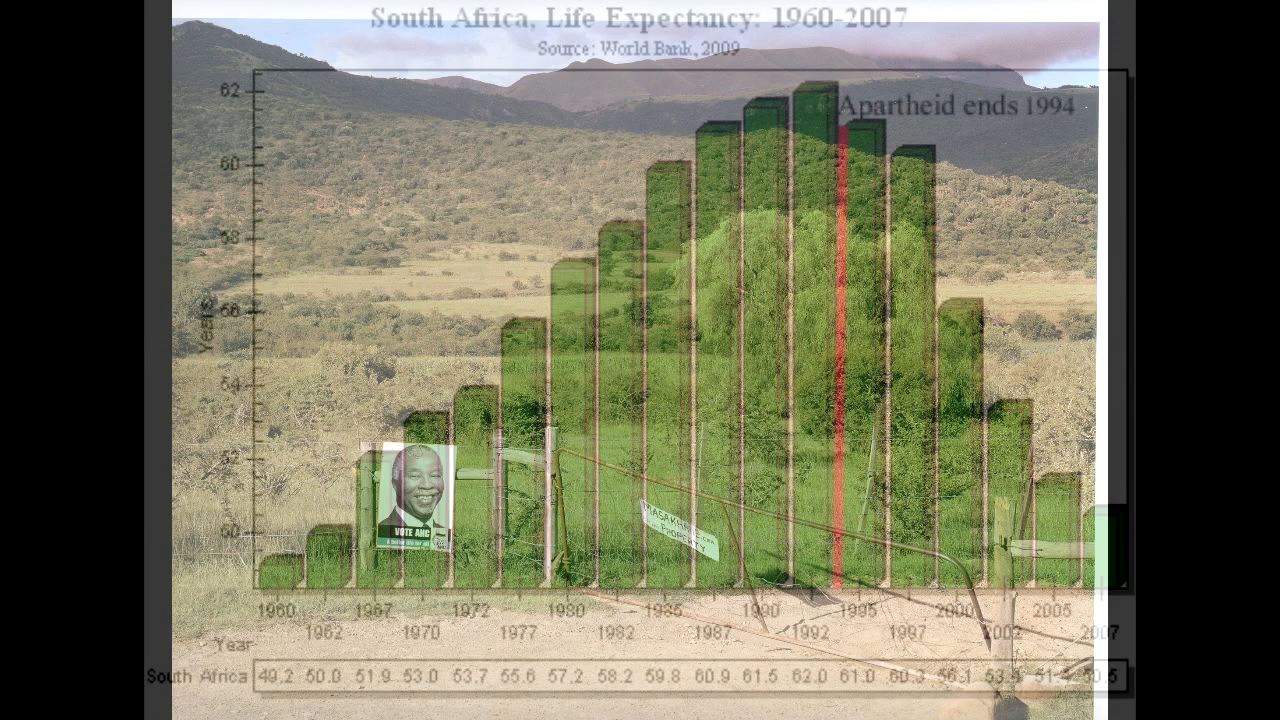 South Africa, Life Expectancy: 1960-2007
Source: World Bank, 2009
Apartheid ends 1994
62
60
58
56
54
52
50
Years
VOTE ANC
PROPERTY
1960 1967 1972 1980 1985 1990 1995 2000 2005
1962 1970 1977 1982 1987 1992 1997 2002 2007
Year
South Africa 49.2 50.0 51.9 53.0 53.7 55.6 57.2 58.2 59.8 60.9 61.5 62.0 61.0 60.3 56.1 53.4 50.5